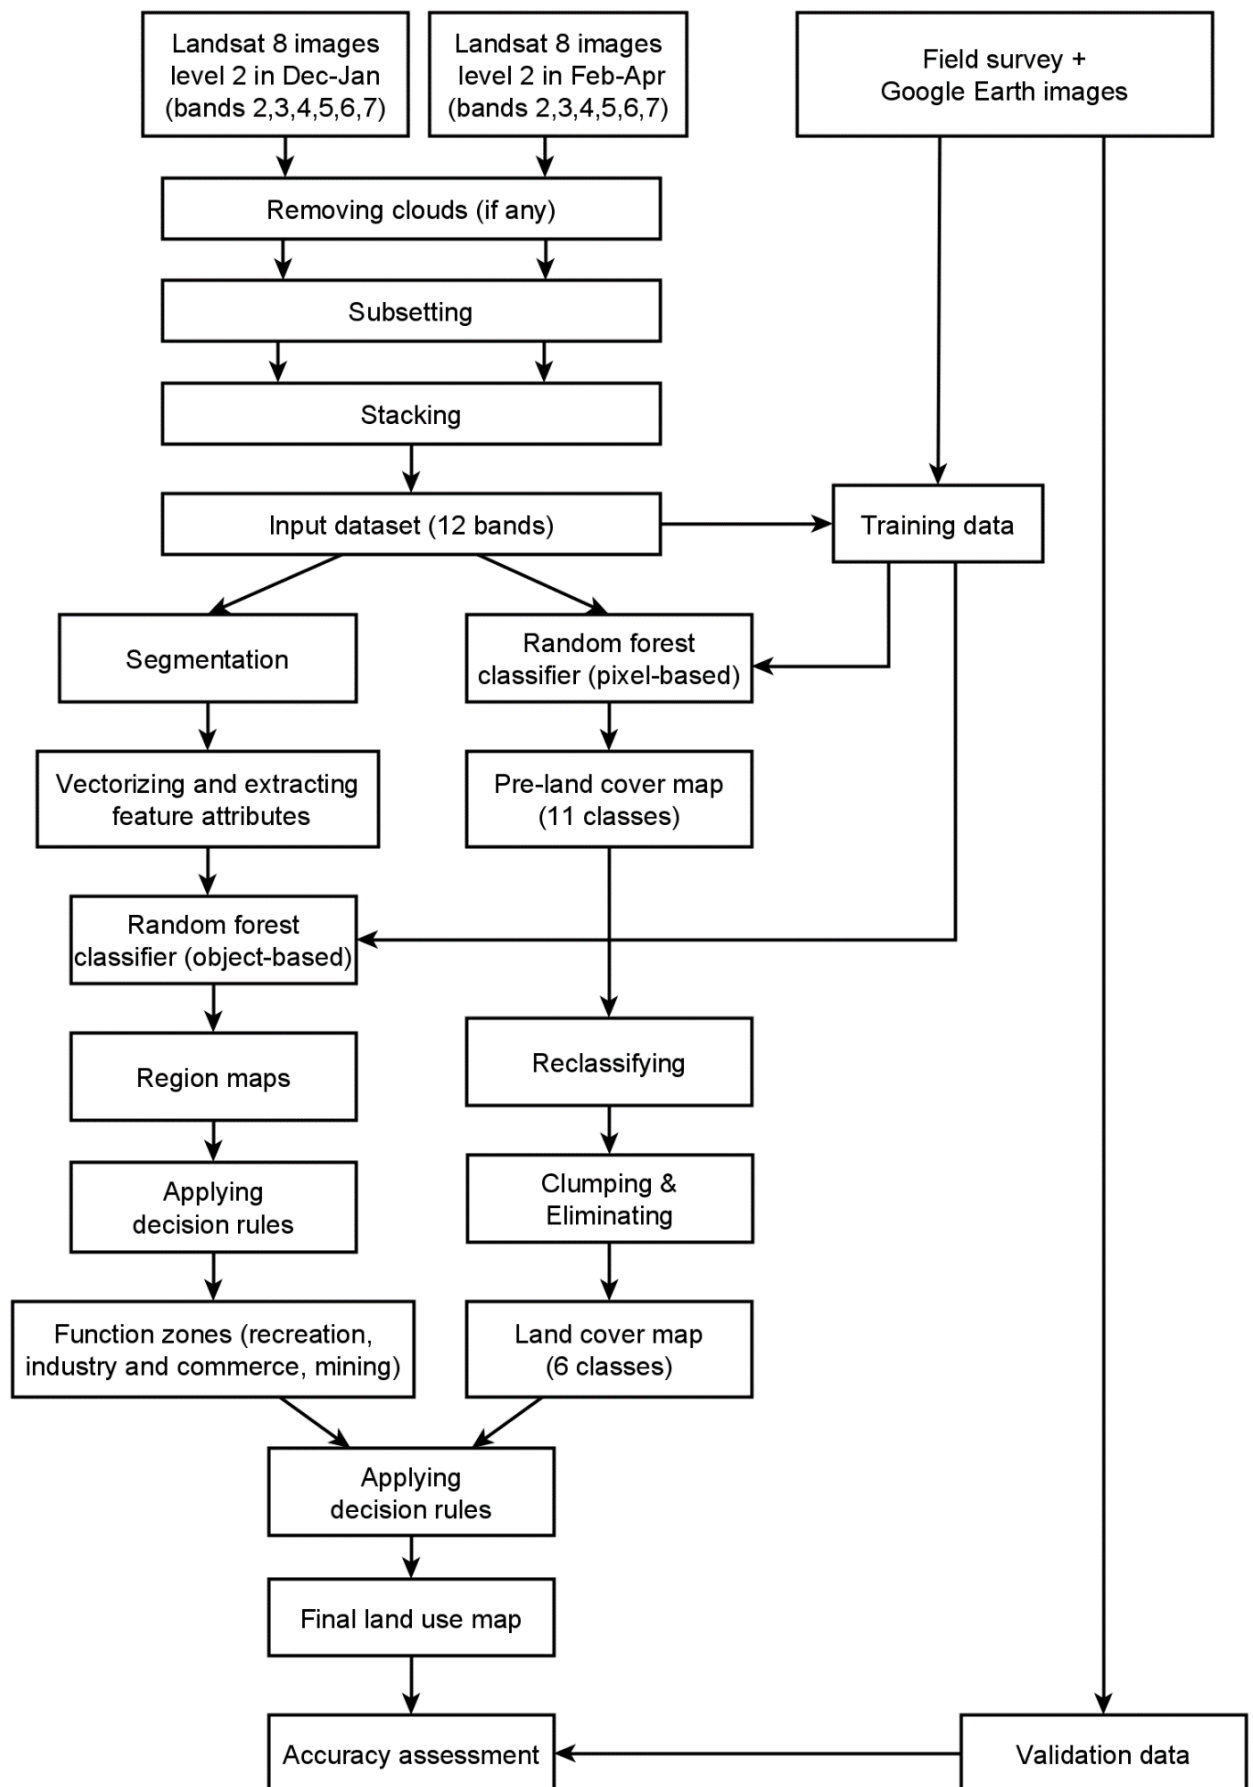 Landsat 8 images
level 2 in Dec-Jan
(bands 2,3,4,5,6,7)
Landsat 8 images
level 2 in Feb-Apr
(bands 2,3,4,5,6,7)
Field survey +
Google Earth images
Removing clouds (if any)
Subsetting
Stacking
Input dataset (12 bands)
Training data
Segmentation
Random forest
classifier (pixel-based)
Vectorizing and extracting
feature attributes
Pre-land cover map
(11 classes)
Random forest
classifier (object-based)
Region maps
Reclassifying
Applying
decision rules
Clumping &
Eliminating
Function zones (recreation,
industry and commerce, mining)
Land cover map
(6 classes)
Applying
decision rules
Final land use map
Accuracy assessment
Validation data